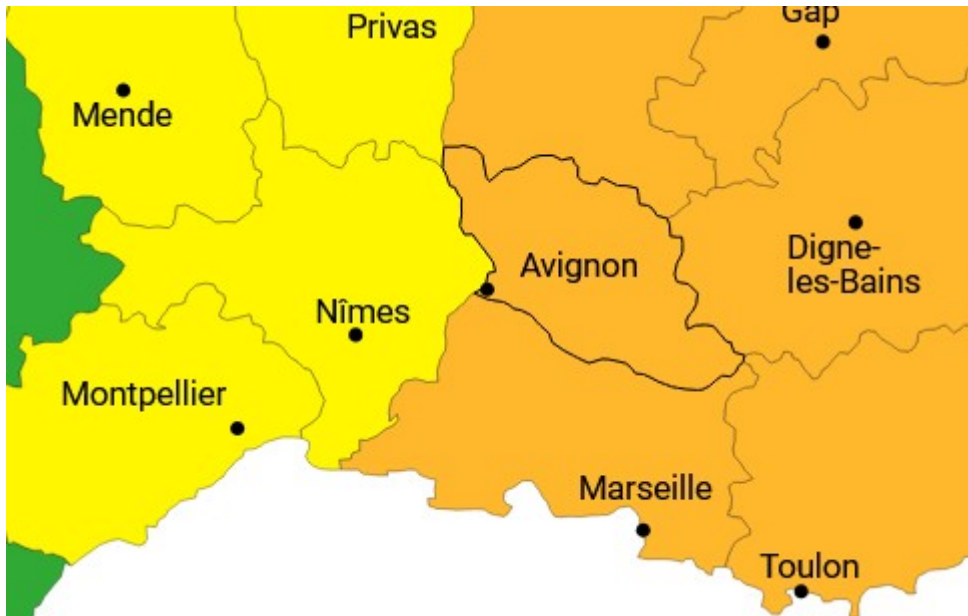 Gap
Privas
Mende
Avignon
Digne-
les-Bains
Nîmes
Montpellier
Marseille
Toulon